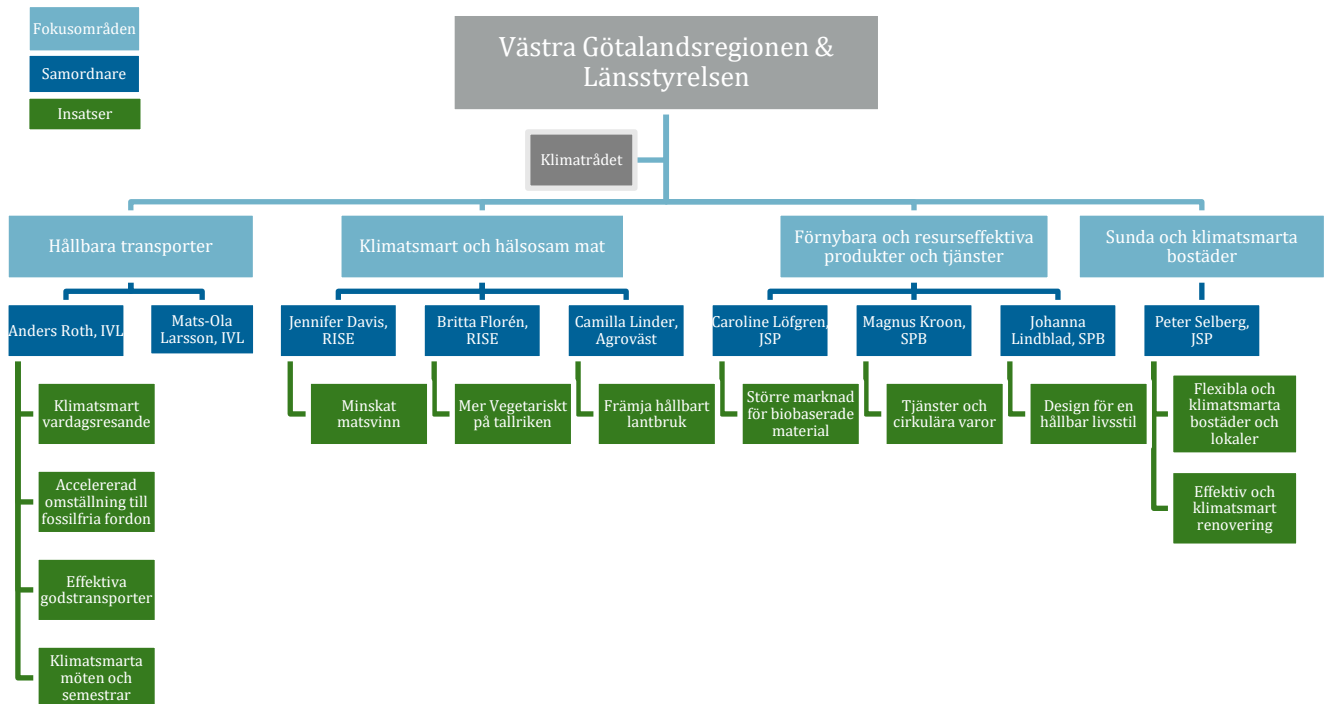 Fokusområden
Samordnare
Insatser
Västra Götalandsregionen &
Länsstyrelsen
Klimatrådet
Hållbara transporter
Klimatsmart och hälsosam mat
Förnybara och resurseffektiva
produkter och tjänster
Sunda och klimatsmarta
bostäder
Anders Roth, IVL
Mats-Ola
Larsson, IVL
Jennifer Davis,
RISE
Britta Florén,
RISE
Camilla Linder,
Agroväst
Caroline Löfgren,
JSP
Magnus Kroon,
SPB
Johanna
Lindblad, SPB
Peter Selberg,
JSP
Klimatsmart
vardagsresande
Accelererad
omställning till
fossilfria fordon
Effektiva
godstransporter
Klimatsmarta
möten och
semestrar
Minskat
matsvinn
Mer Vegetariskt
på tallriken
Främja hållbart
lantbruk
Större marknad
för biobaserade
material
Tjänster och
cirkulära varor
Design för en
hållbar livsstil
Flexibla och
klimatsmarta
bostäder och
lokaler
Effektiv och
klimatsmart
renovering